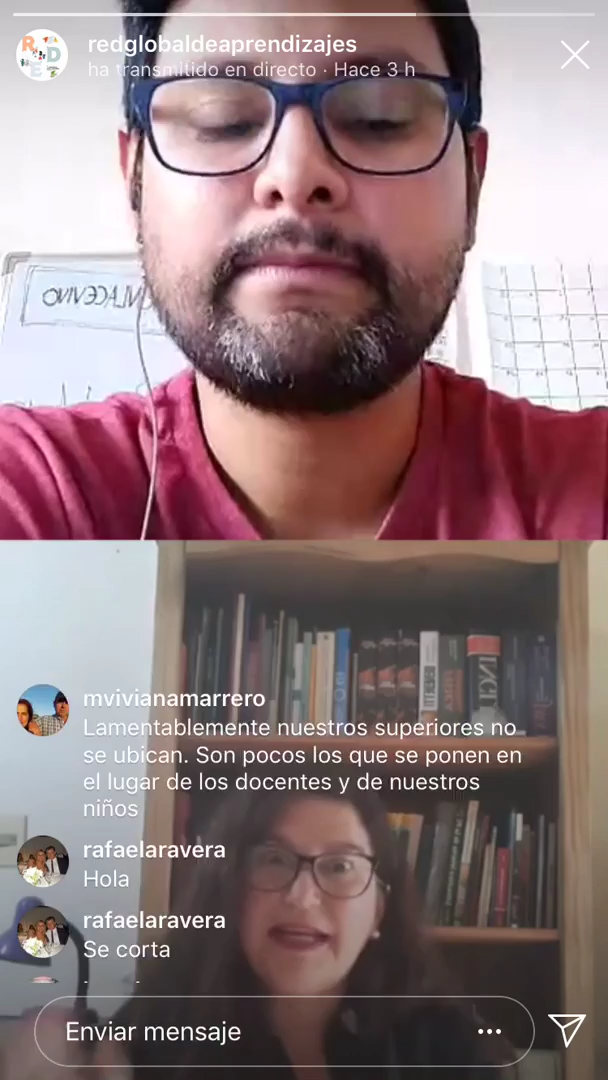 redglobaldeaprendizajes
ha transmitido en directo · Hace 3 h
mvivianamarrero
Lamentablemente nuestros superiores no
se ubican. Son pocos los que se ponen en
el lugar de los docentes y de nuestros
niños
rafaelaravera
Hola
rafaelaravera
Se corta
Enviar mensaje